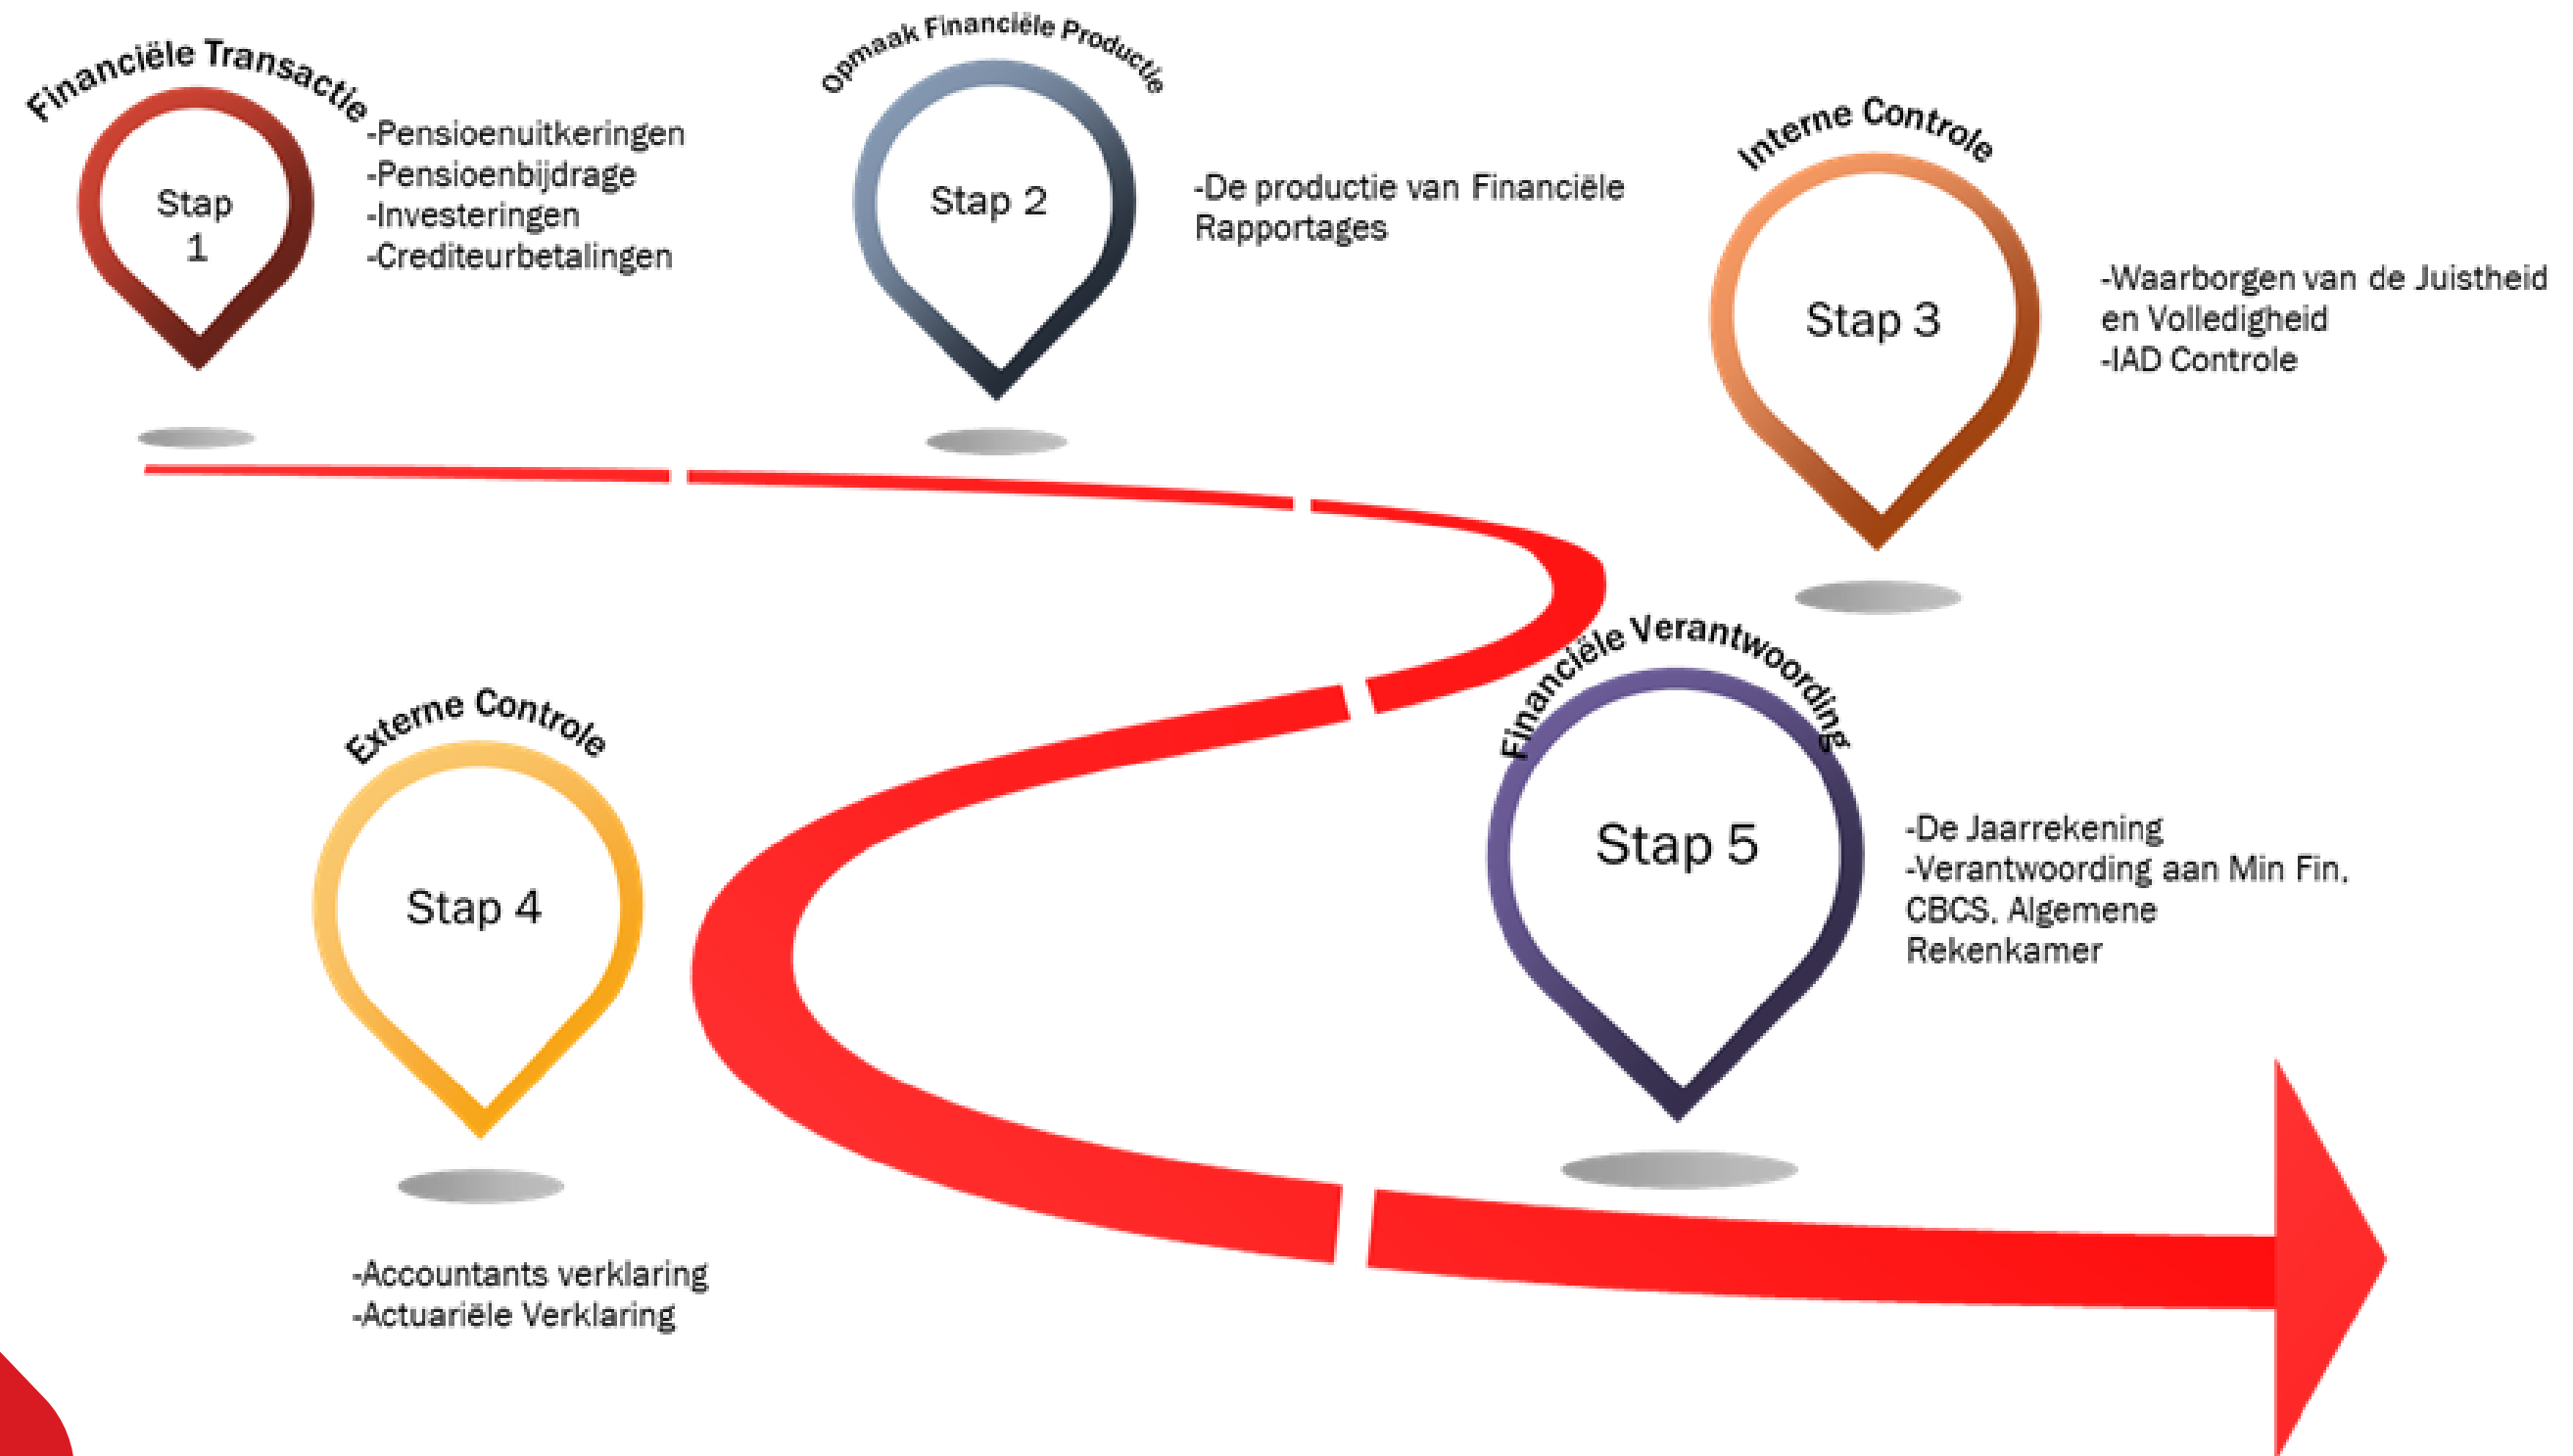 Financiële Transactie
Stap
1
-Pensioenuitkeringen
-Pensioenbijdrage
-Investeringen
-Crediteurbetalingen
Opmaak Financiële Productie
Stap 2
-De productie van Financiële
Rapportages
Interne Controle
Stap 3
-Waarborgen van de Juistheid
en Volledigheid
-IAD Controle
Externe Controle
Stap 4
-Accountants verklaring
-Actuariële Verklaring
Financiële Verantwoording
Stap 5
-De Jaarrekening
-Verantwoording aan Min Fin,
CBCS, Algemene
Rekenkamer